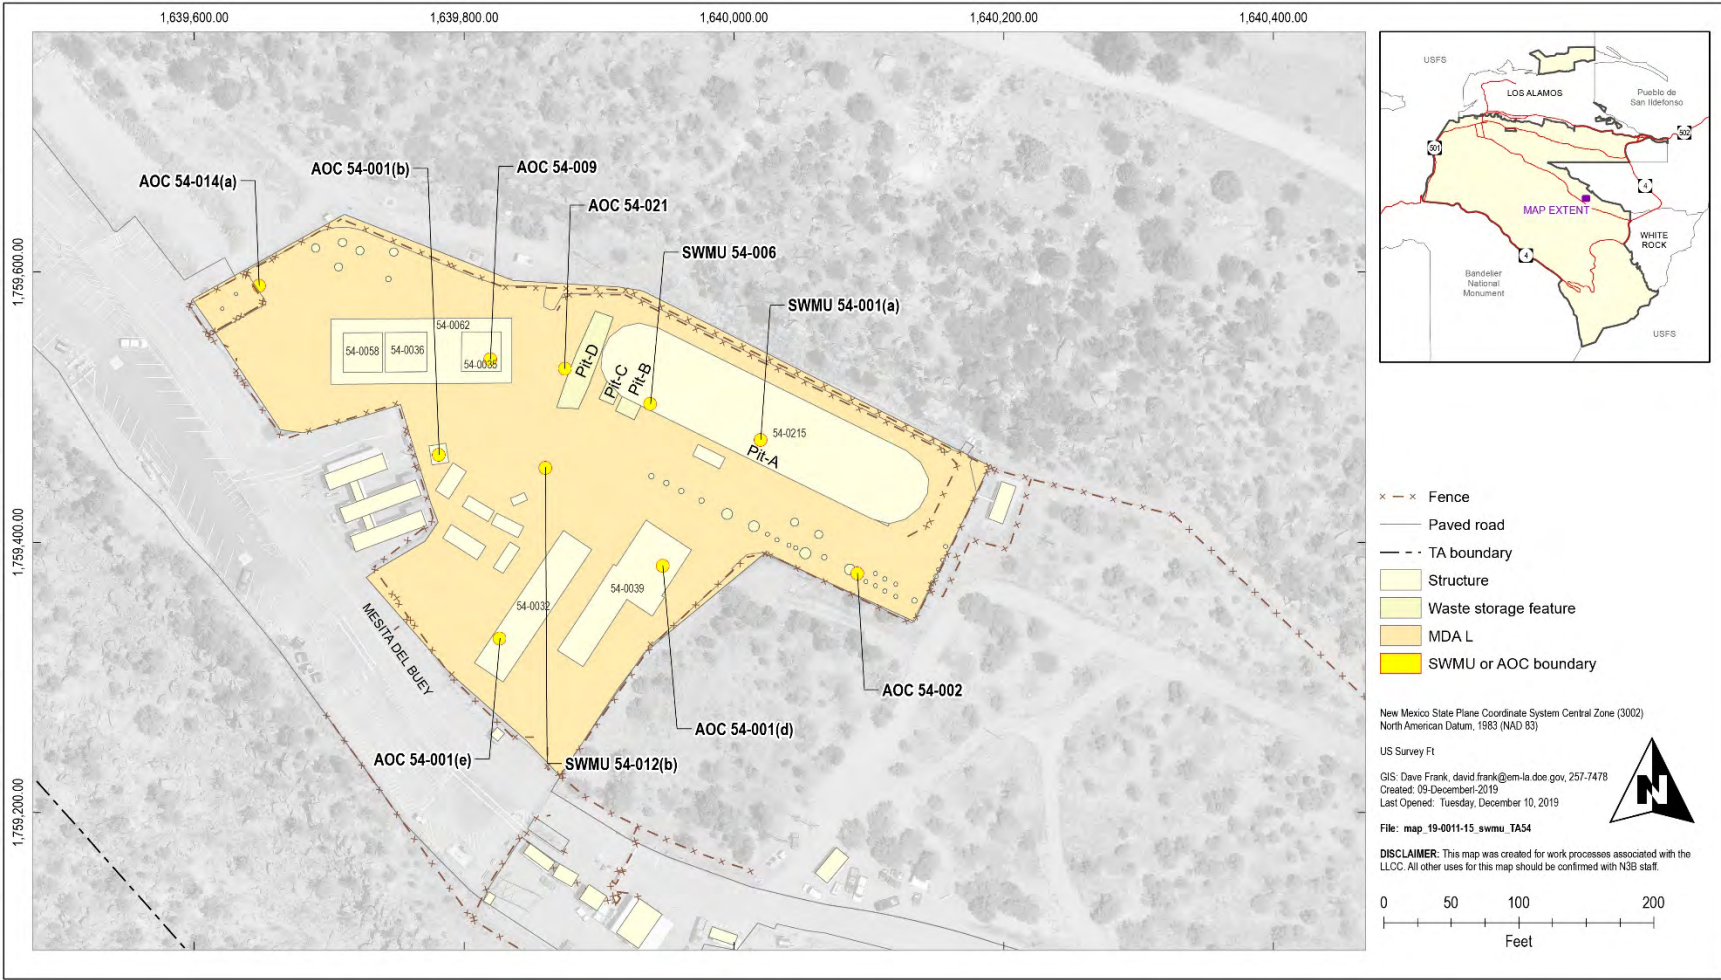 1,639,600.00
1,639,800.00
1,640,000.00
1,640,200.00
1,640,400.00
1,759,600.00
1,759,400.00
1,759,200.00
AOC 54-014(a)
AOC 54-001(b)
AOC 54-009
AOC 54-021
SWMU 54-006
SWMU 54-001(a)
54-0062
54-0058
54-0036
54-0035
Pit-D
Pit-C
Pit-B
54-0215
Pit-A
54-0032
54-0039
MESITA DEL BUEY
AOC 54-002
AOC 54-001(d)
AOC 54-001(e)
SWMU 54-012(b)
USFS
LOS ALAMOS
Pueblo de
San Ildefonso
502
501
4
MAP EXTENT
WHITE
ROCK
4
Bandelier
National
Monument
USFS
Fence
Paved road
TA boundary
Structure
Waste storage feature
MDA L
SWMU or AOC boundary
New Mexico State Plane Coordinate System Central Zone (3002)
North American Datum, 1983 (NAD 83)
US Survey Ft
GIS: Dave Frank, david.frank@em-la.doe.gov, 257-7478
Created: 09-Decemberl-2019
Last Opened: Tuesday, December 10, 2019
File: map_19-0011-15_swmu_TA54
DISCLAIMER: This map was created for work processes associated with the
LLCC. All other uses for this map should be confirmed with N3B staff.
N
0 50 100 200
Feet